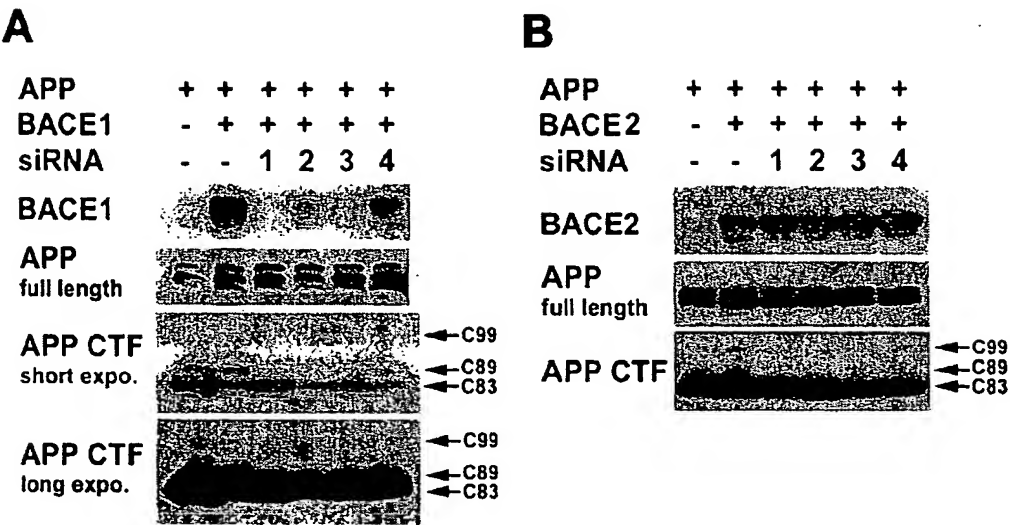 A
APP + + + + + +
BACE1 - + + + + +
siRNA - - 1 2 3 4
BACE1
APP
full length
APP CTF
short expo.
C99
C89
C83
APP CTF
long expo.
C99
C89
C83
B
APP + + + + + +
BACE2 - + + + + +
siRNA - - 1 2 3 4
BACE2
APP
full length
APP CTF
C99
C89
C83